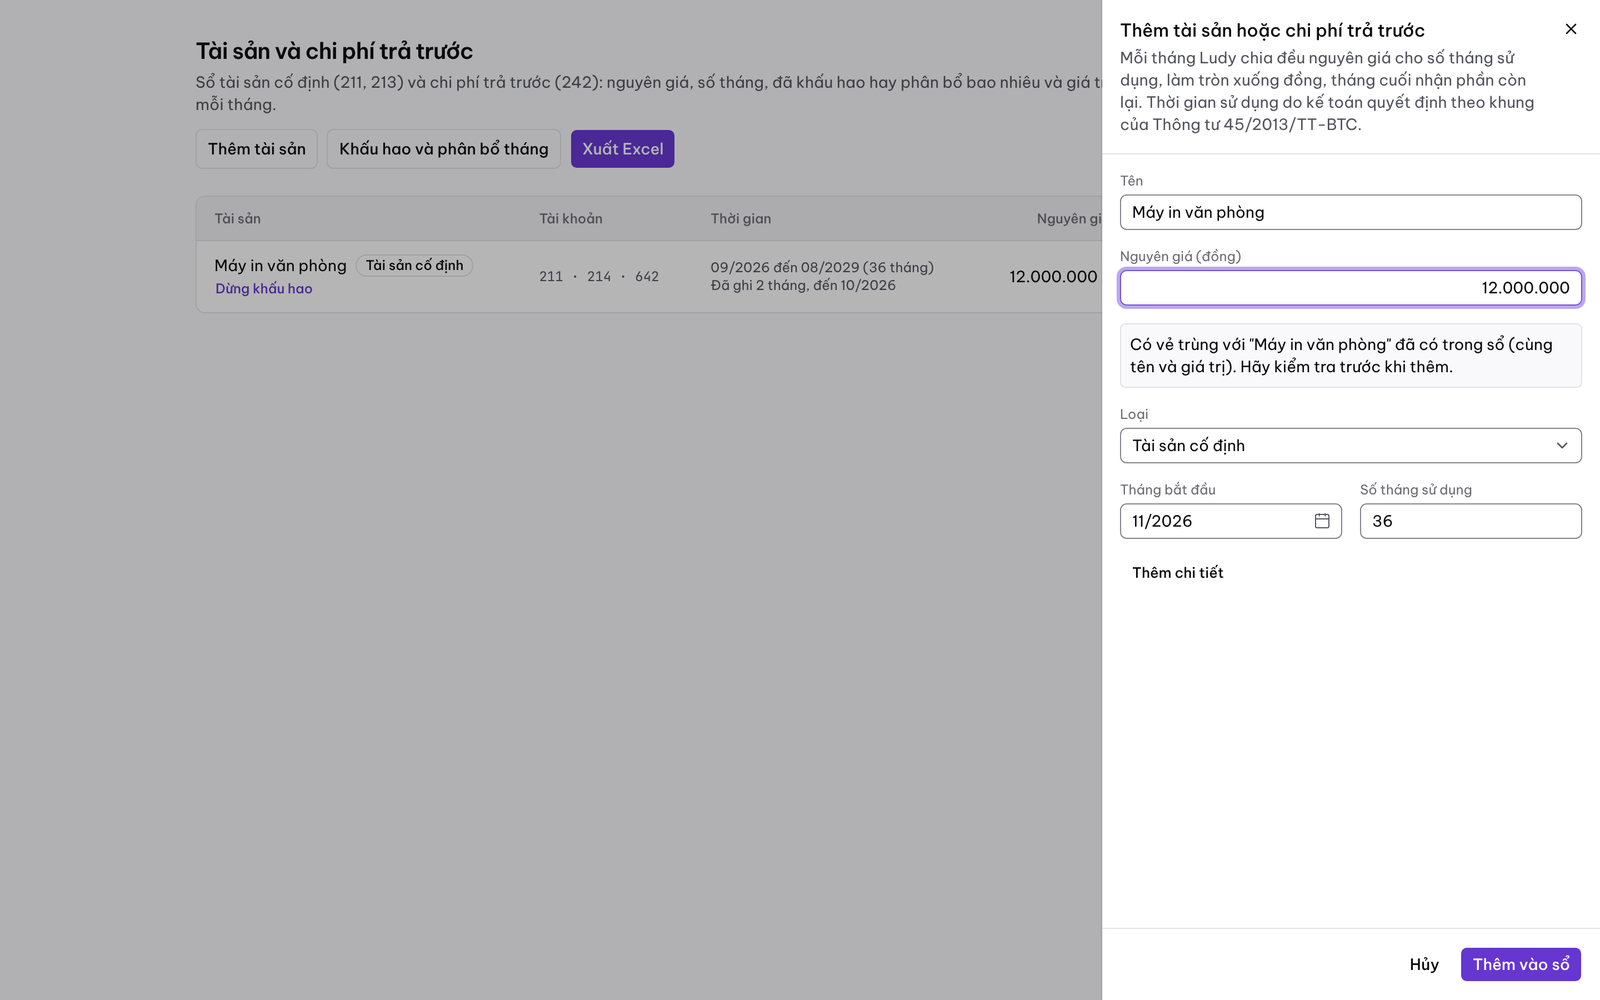 Tài sản và chi phí trả trước
Sổ tài sản cố định (211, 213) và chi phí trả trước (242): nguyên giá, số tháng, đã khấu hao hay phân bổ bao nhiêu và giá
mỗi tháng.
Thêm tài sản
Khấu hao và phân bổ tháng
Xuất Excel
Tài sản
Tài khoản
Thời gian
Nguyên
Máy in văn phòng
Tài sản cố định
Dừng khấu hao
211 · 214 · 642
09/2026 đến 08/2029 (36 tháng)
Đã ghi 2 tháng, đến 10/2026
12.000.000
Thêm tài sản hoặc chi phí trả trước
Mỗi tháng Ludy chia đều nguyên giá cho số tháng sử
dụng, làm tròn xuống đồng, tháng cuối nhận phần còn
lại. Thời gian sử dụng do kế toán quyết định theo khung
của Thông tư 45/2013/TT-BTC.
Tên
Máy in văn phòng
Nguyên giá (đồng)
12.000.000
Có vẻ trùng với "Máy in văn phòng" đã có trong sổ (cùng
tên và giá trị). Hãy kiểm tra trước khi thêm.
Loại
Tài sản cố định
Tháng bắt đầu
Số tháng sử dụng
11/2026
36
Thêm chi tiết
Hủy
Thêm vào sổ